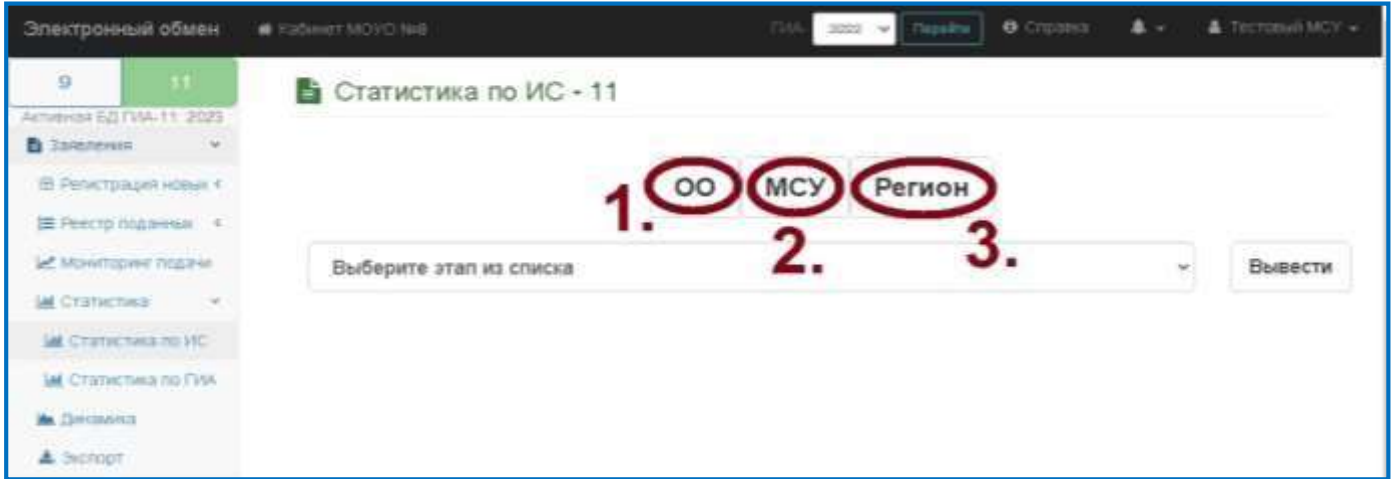 Электронный обмен Кабинет МОУО №8 ГИА- Перейти Справка Тестовый МСУ
9 11
Статистика по ИС - 11
Активная БД ГИА-11: 2023
Заявления
Регистрация новых
ОО МСУ Регион
1. 2. 3.
Реестр поданных
Мониторинг подачи
Выберите этап из списка Вывести
Статистика
Статистика по ИС
Статистика по ГИА
Динамика
Экспорт